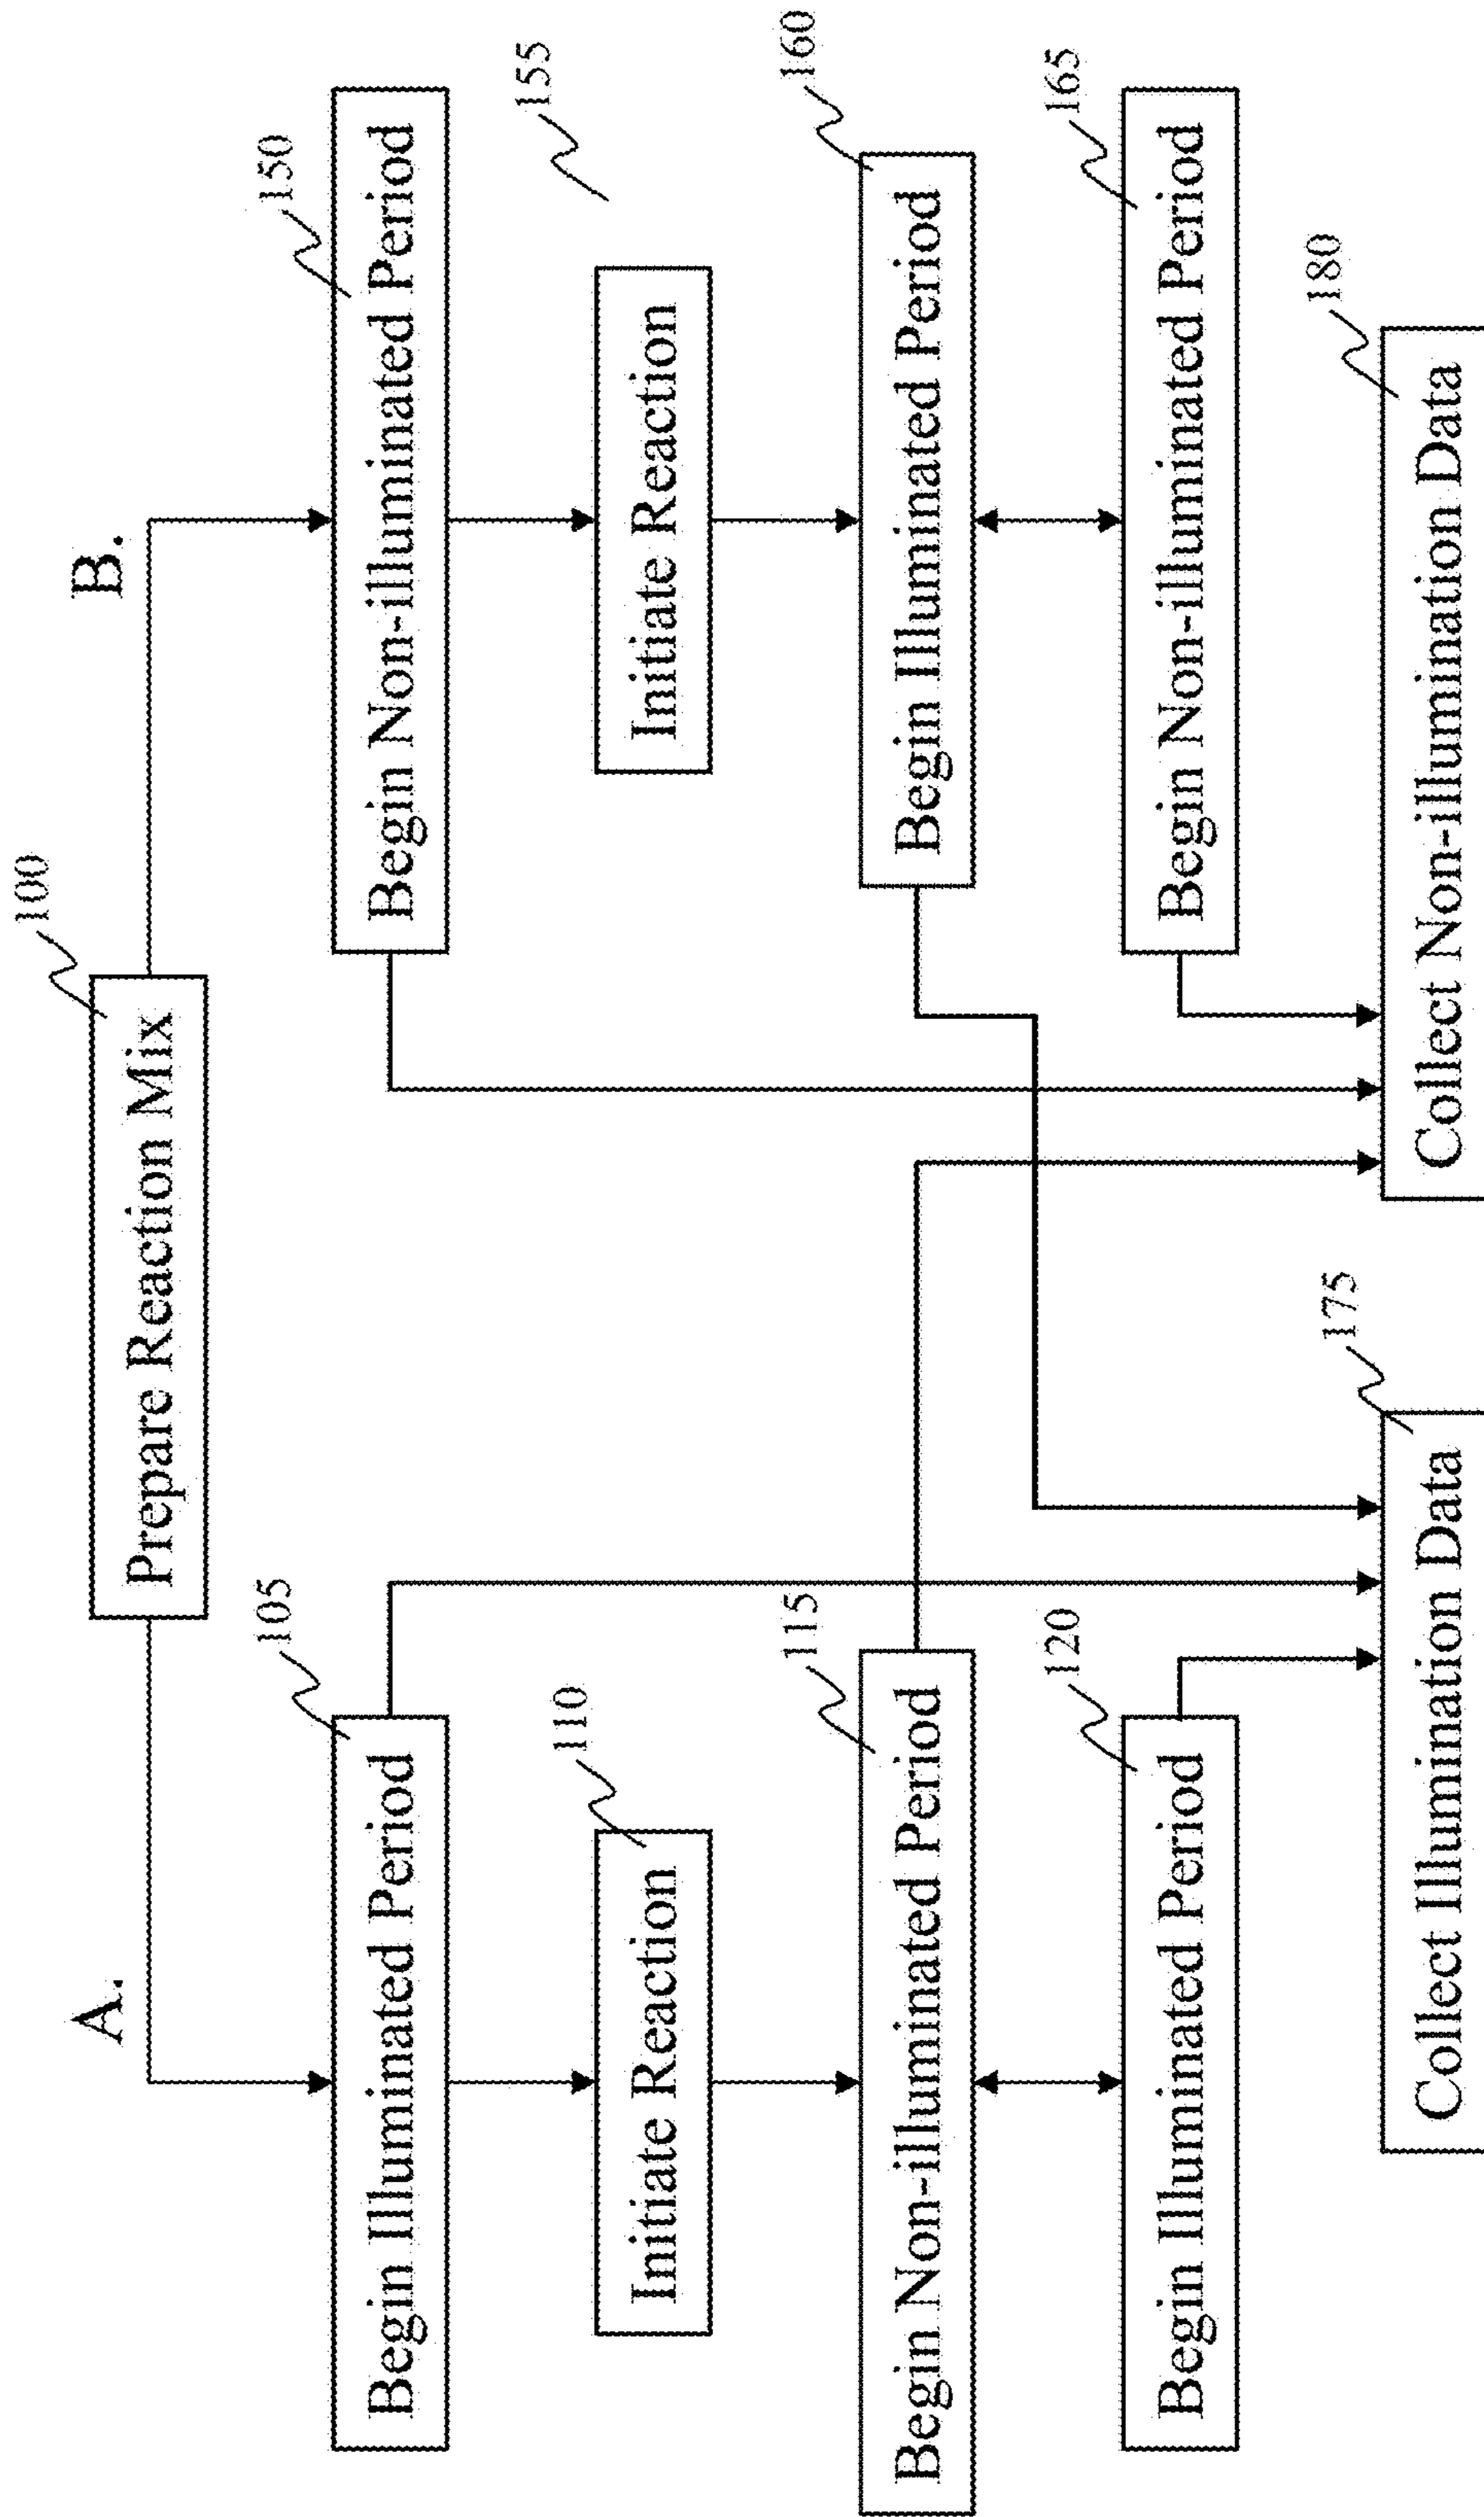 A.
B.
100
Prepare Reaction Mix
105
Begin Illuminated Period
150
Begin Non-illuminated Period
110
Initiate Reaction
155
Initiate Reaction
115
Begin Non-illuminated Period
160
Begin Illuminated Period
120
Begin Illuminated Period
165
Begin Non-illuminated Period
175
Collect Illumination Data
180
Collect Non-illumination Data